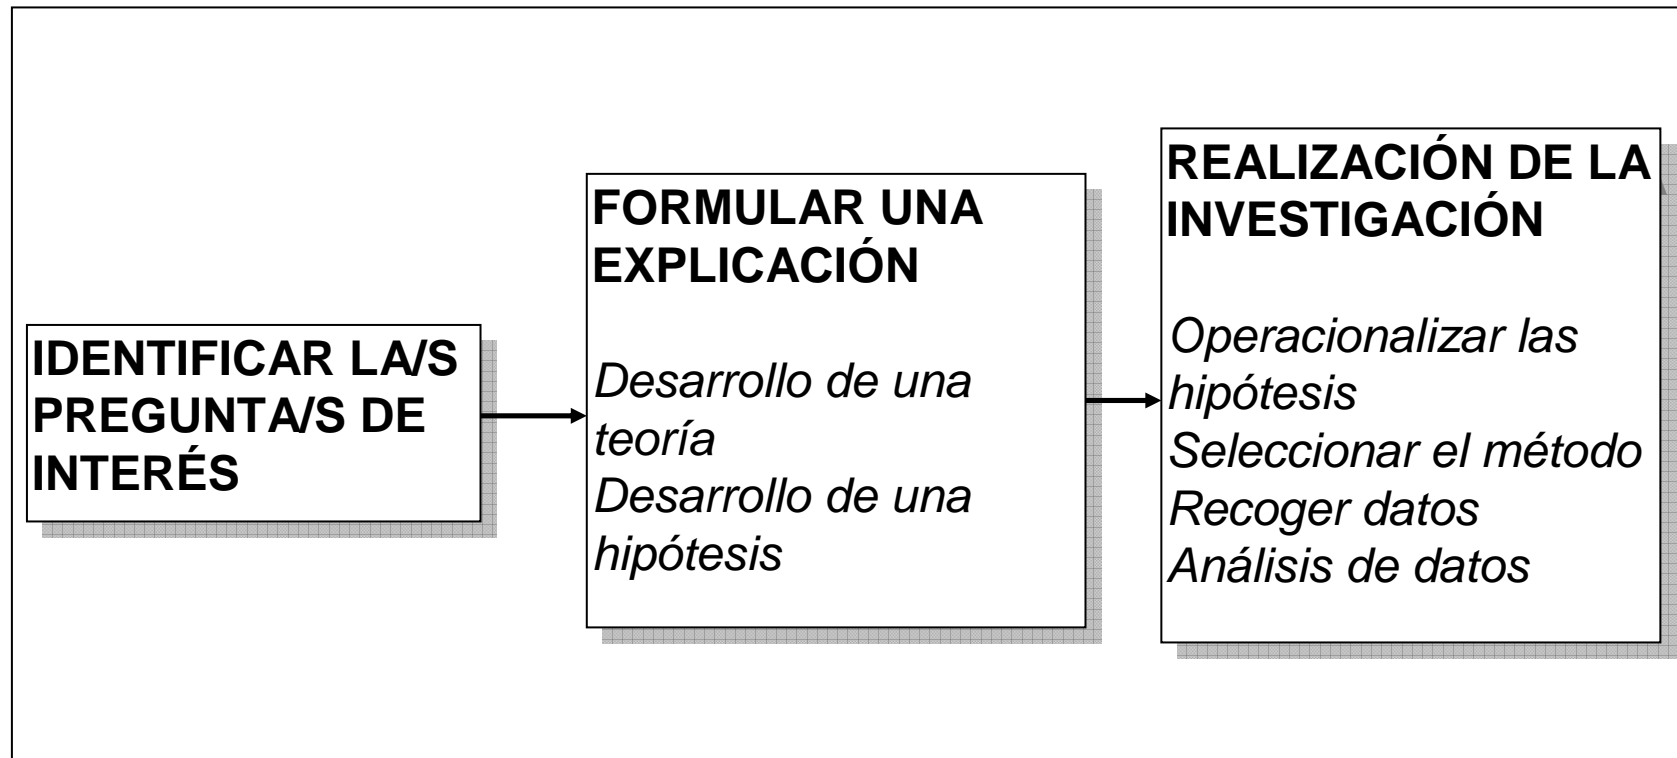 IDENTIFICAR LA/S
PREGUNTA/S DE
INTERÉS
FORMULAR UNA
EXPLICACIÓN
Desarrollo de una
teoría
Desarrollo de una
hipótesis
REALIZACIÓN DE LA
INVESTIGACIÓN
Operacionalizar las
hipótesis
Seleccionar el método
Recoger datos
Análisis de datos